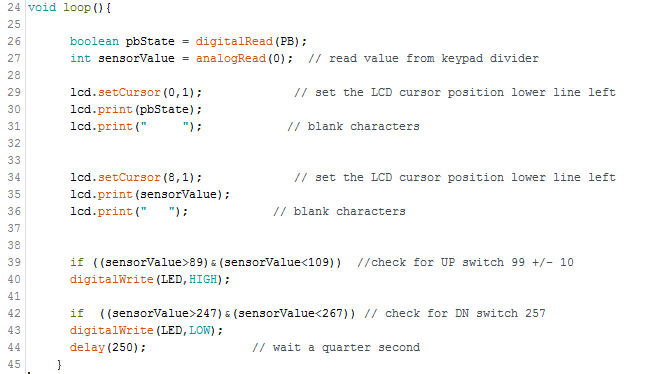 24 void loop(){
25
26       boolean pbState = digitalRead(PB);
27       int sensorValue = analogRead(0);  // read value from keypad divider
28
29       lcd.setCursor(0,1);             // set the LCD cursor position lower line left
30       lcd.print(pbState);
31       lcd.print("     ");            // blank characters
32
33
34       lcd.setCursor(8,1);             // set the LCD cursor position lower line left
35       lcd.print(sensorValue);
36       lcd.print("   ");            // blank characters
37
38
39       if ((sensorValue>89)&(sensorValue<109))  //check for UP switch 99 +/- 10
40       digitalWrite(LED,HIGH);
41
42       if  ((sensorValue>247)&(sensorValue<267)) // check for DN switch 257
43       digitalWrite(LED,LOW);
44       delay(250);               // wait a quarter second
45     }